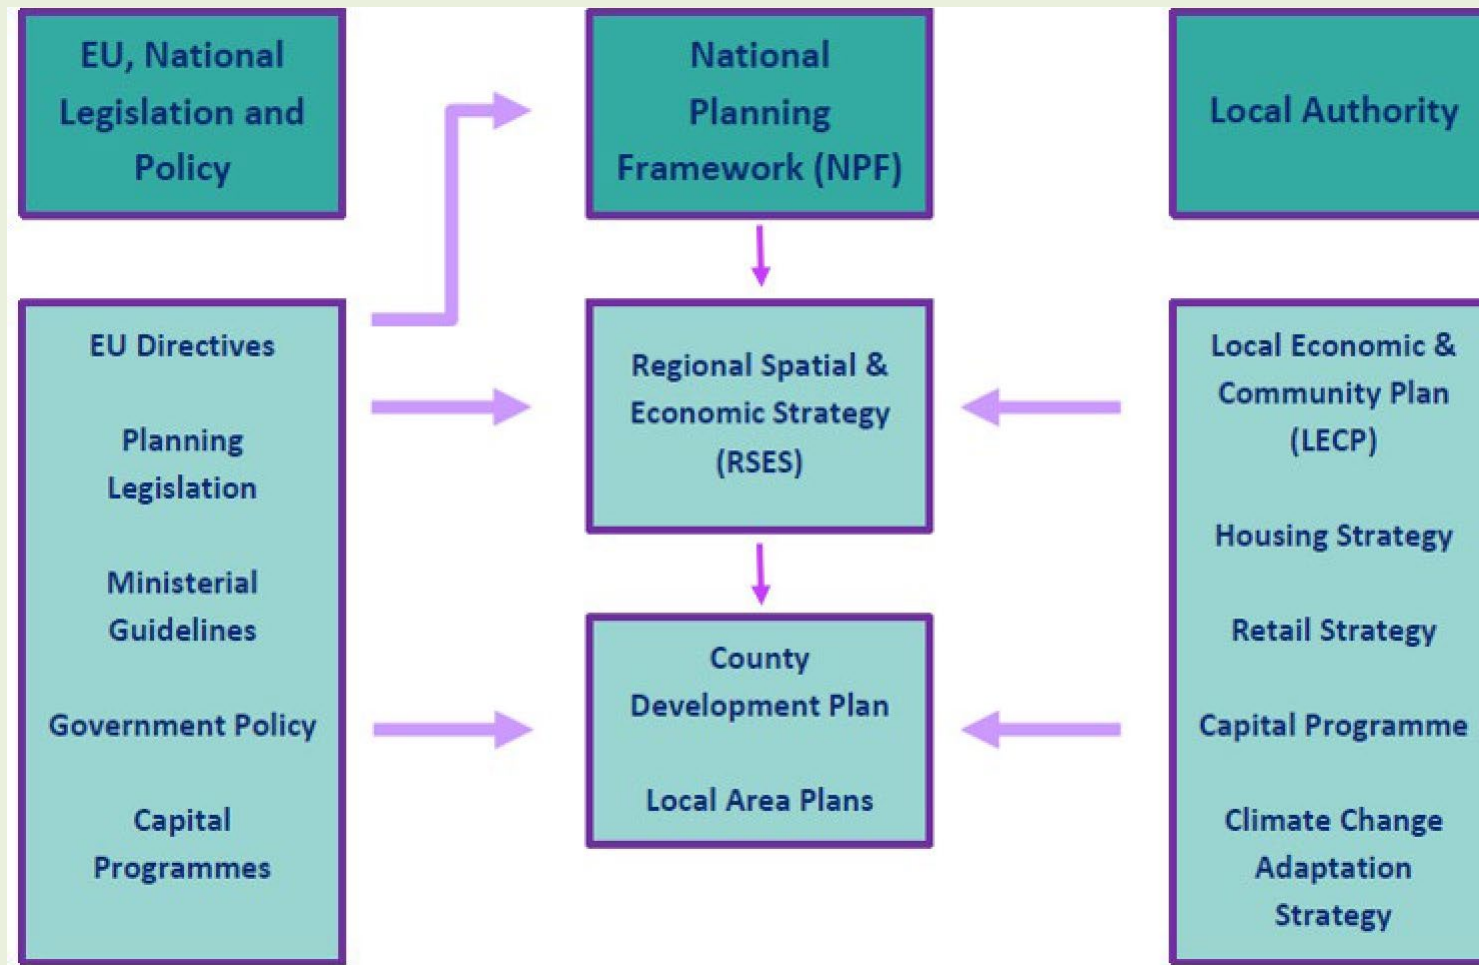 EU, National
Legislation and
Policy
National
Planning
Framework (NPF)
Local Authority
EU Directives
Planning
Legislation
Ministerial
Guidelines
Government Policy
Capital
Programmes
Regional Spatial &
Economic Strategy
(RSES)
County
Development Plan
Local Area Plans
Local Economic &
Community Plan
(LECP)
Housing Strategy
Retail Strategy
Capital Programme
Climate Change
Adaptation
Strategy